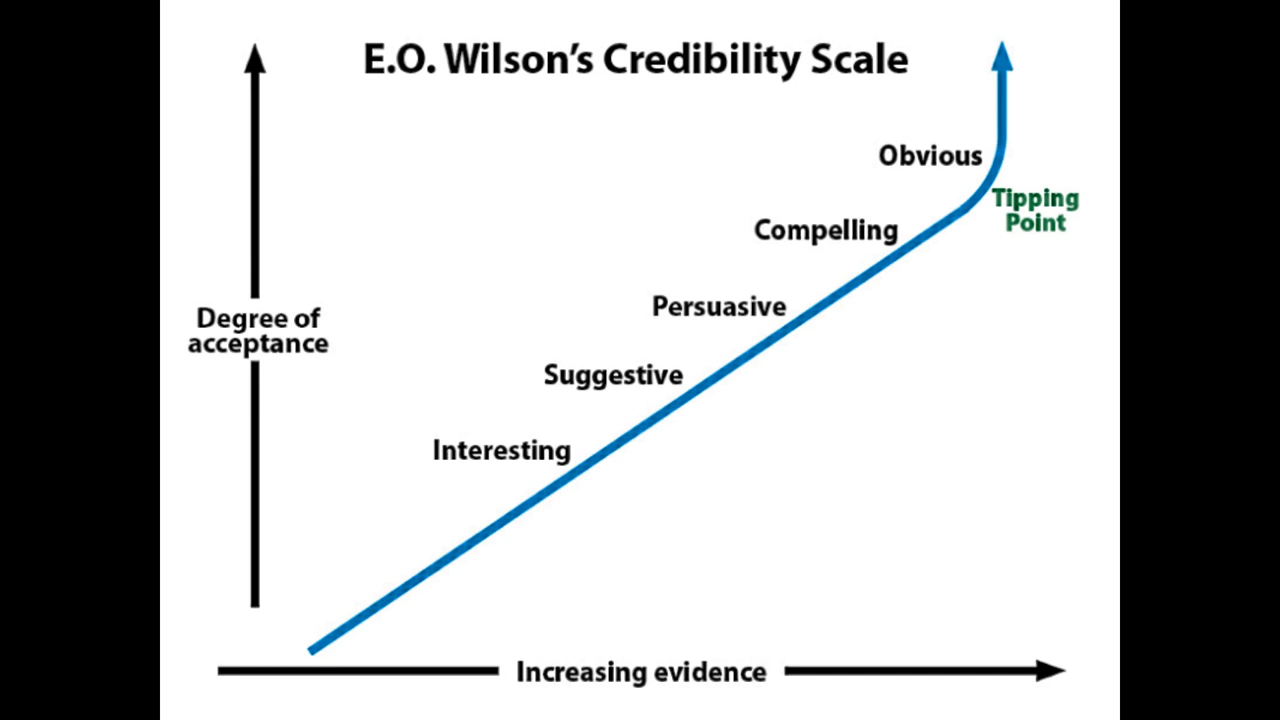 E.O. Wilson’s Credibility Scale
Obvious
Tipping
Point
Compelling
Persuasive
Degree of
acceptance
Suggestive
Interesting
Increasing evidence